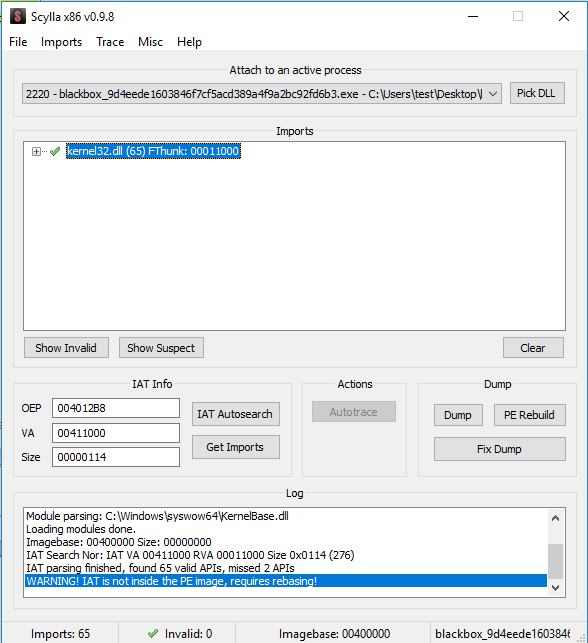 Scylla x86 v0.9.8
File Imports Trace Misc Help
Attach to an active process
2220 - blackbox_9d4eede1603846f7cf5acd389a4f9a2bc92fd6b3.exe - C:\Users\test\Desktop\
Pick DLL
Imports
kernel32.dll (65) FThunk: 00011000
Show Invalid Show Suspect Clear
IAT Info
OEP 004012B8
VA 00411000
Size 00000114
IAT Autosearch
Get Imports
Actions
Autotrace
Dump
Dump PE Rebuild
Fix Dump
Log
Module parsing: C:\Windows\syswow64\KernelBase.dll
Loading modules done.
Imagebase: 00400000 Size: 00000000
IAT Search Nor: IAT VA 00411000 RVA 00011000 Size 0x0114 (276)
IAT parsing finished, found 65 valid APIs, missed 2 APIs
WARNING! IAT is not inside the PE image, requires rebasing!
Imports: 65 Invalid: 0 Imagebase: 00400000 blackbox_9d4eede1603846